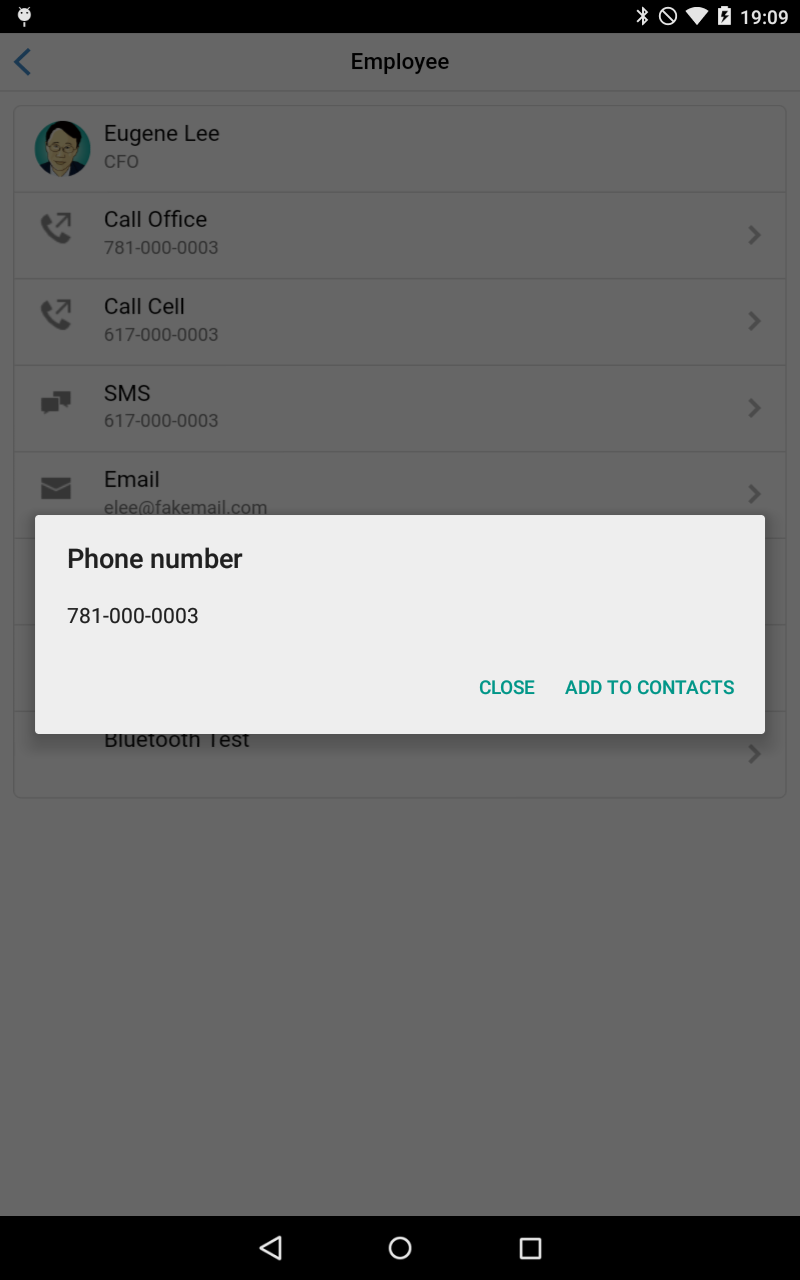 19:09
Employee
Eugene Lee
CFO
Call Office
781-000-0003
Call Cell
617-000-0003
SMS
617-000-0003
Email
elee@fakemail.com
Phone number
781-000-0003
CLOSE ADD TO CONTACTS
Bluetooth Test